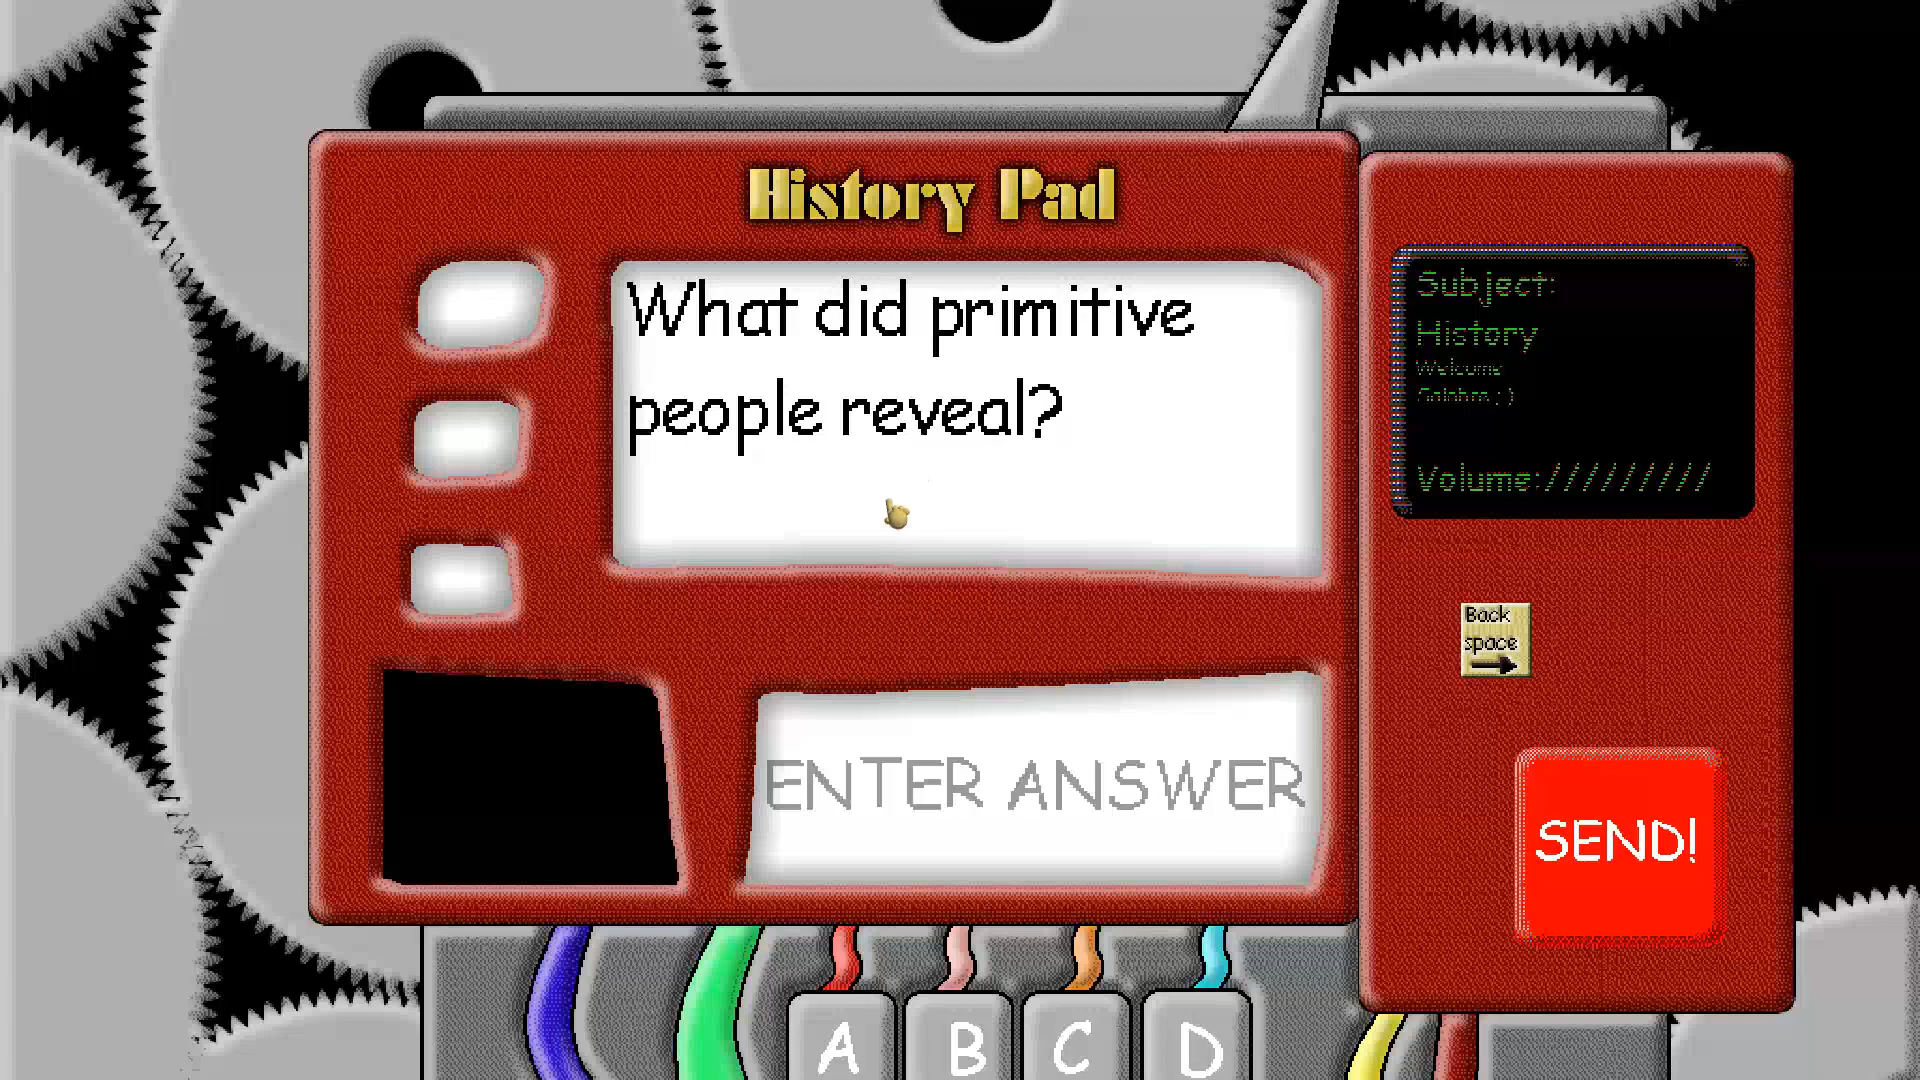 History Pad
What did primitive
people reveal?
ENTER ANSWER
Subject:
History
Welcome
Volume://///////
Back
space
SEND!
A B C D